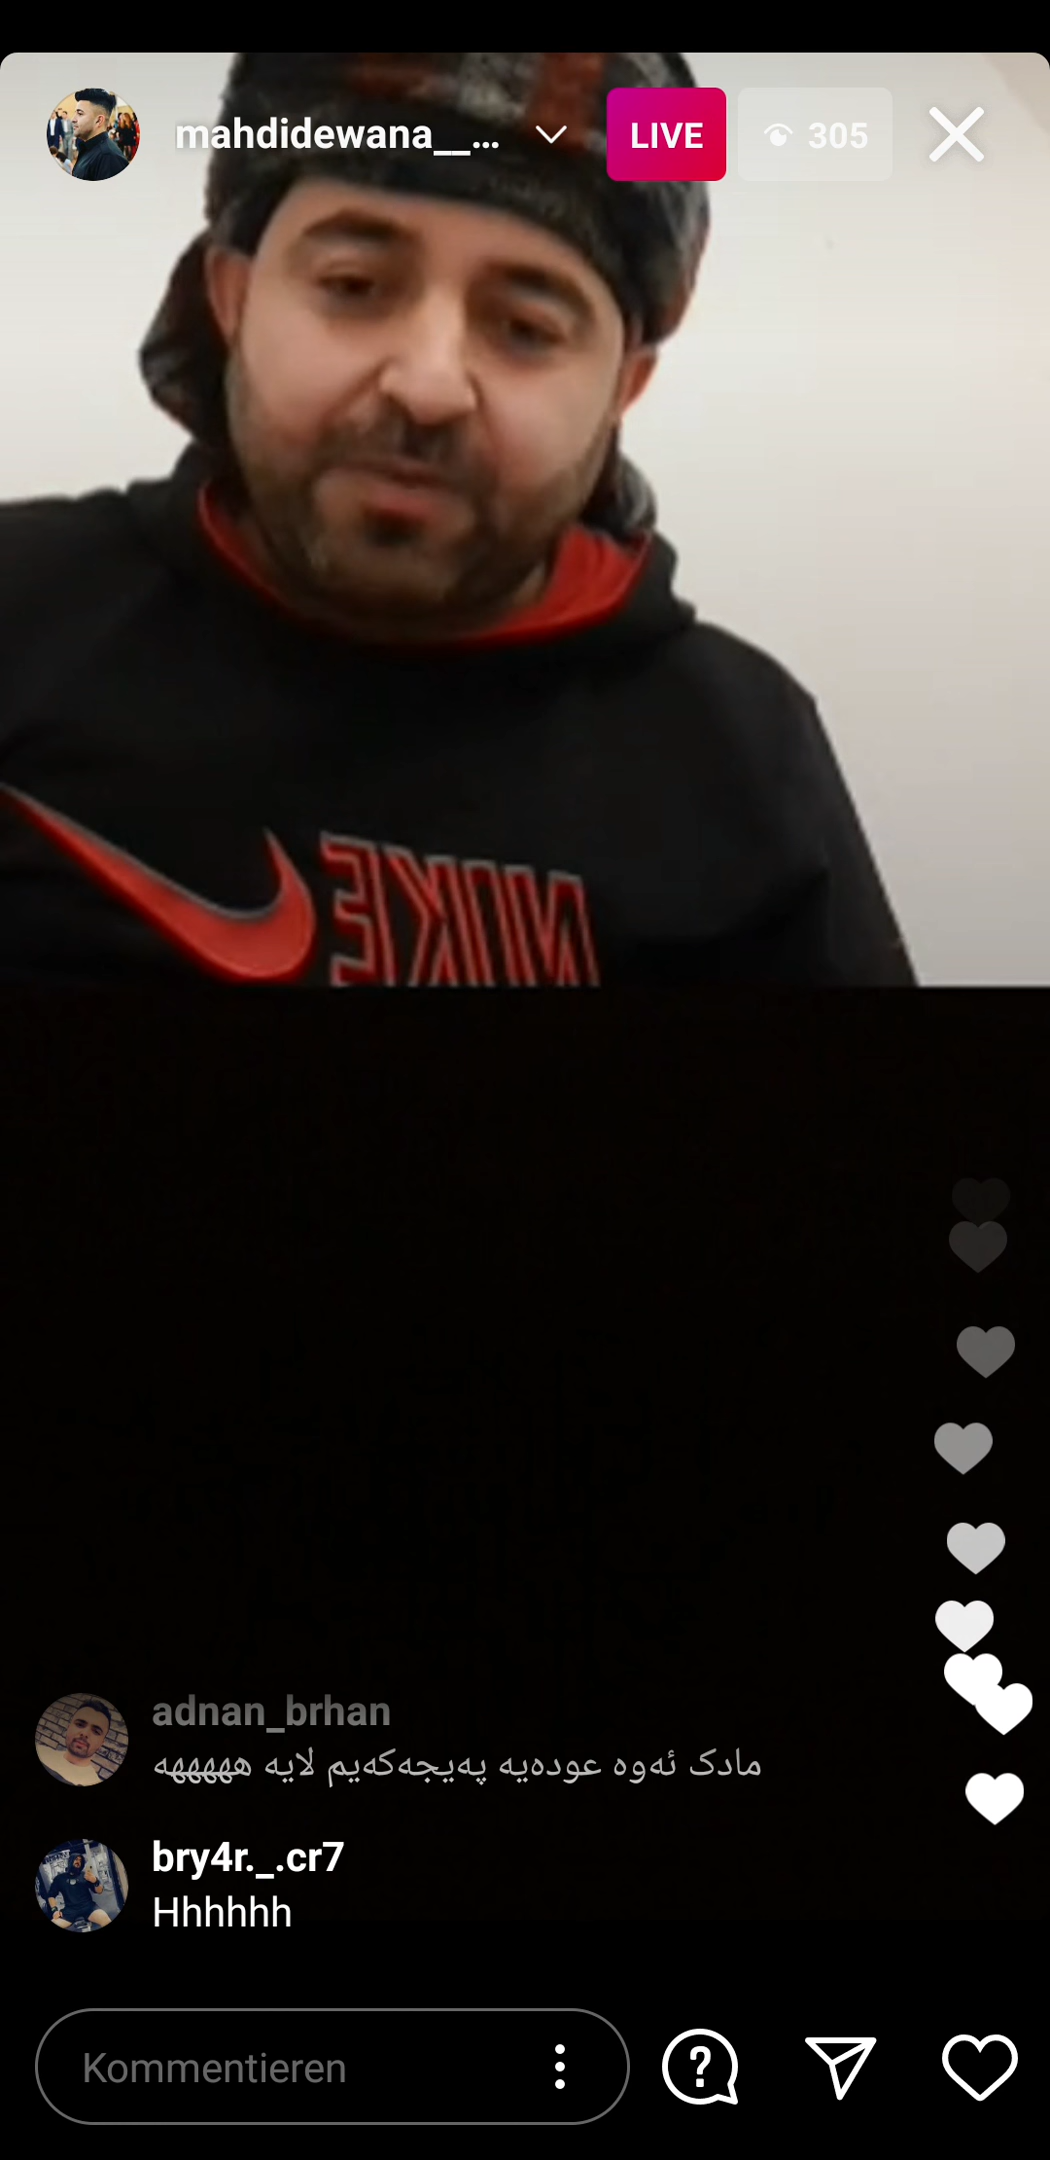 mahdidewana__...
LIVE
305
NIKE
adnan_brhan
مادک ئەوە عودەیە پەیجەکەیم لایە هههههه
bry4r._.cr7
Hhhhhh
Kommentieren